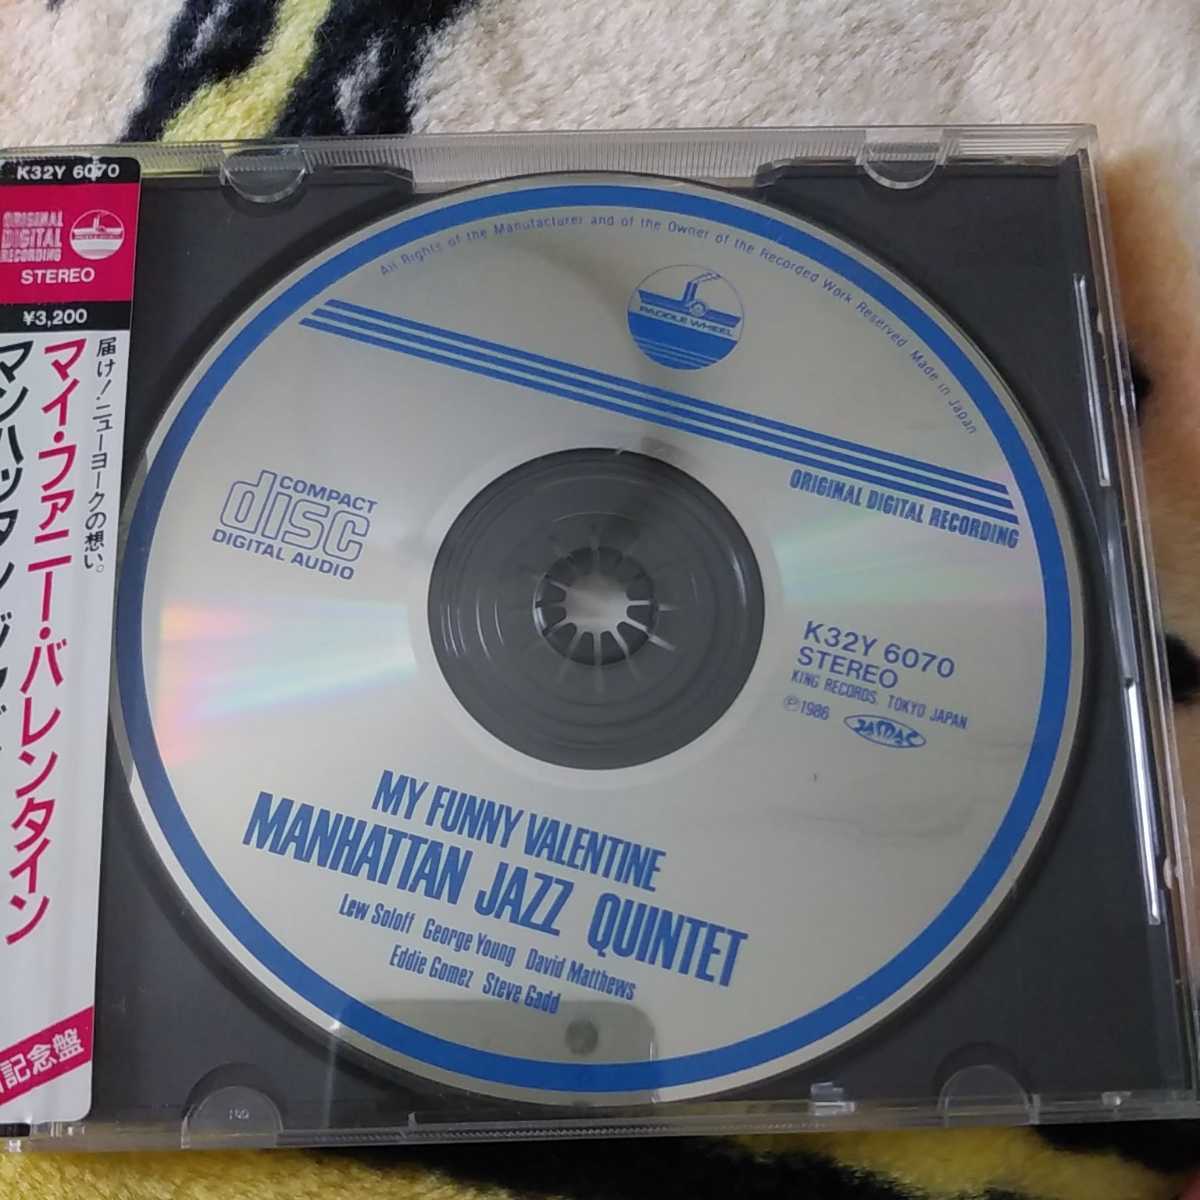 K32Y 6070
ORIGINAL
DIGITAL
RECORDING
STEREO
¥3,200
届け!ニューヨークの想い。
マイ・ファニー・バレンタイン
マンハッタン
記念盤
All Rights of the Manufacturer and of the Owner of the Recorded Work Reserved. Made in Japan
PADDLE WHEEL
ORIGINAL DIGITAL RECORDING
COMPACT
disc
DIGITAL AUDIO
K32Y 6070
STEREO
KING RECORDS, TOKYO JAPAN
Ⓟ1986
JASRAC
MY FUNNY VALENTINE
MANHATTAN JAZZ QUINTET
Lew Soloff George Young David Matthews
Eddie Gomez Steve Gadd